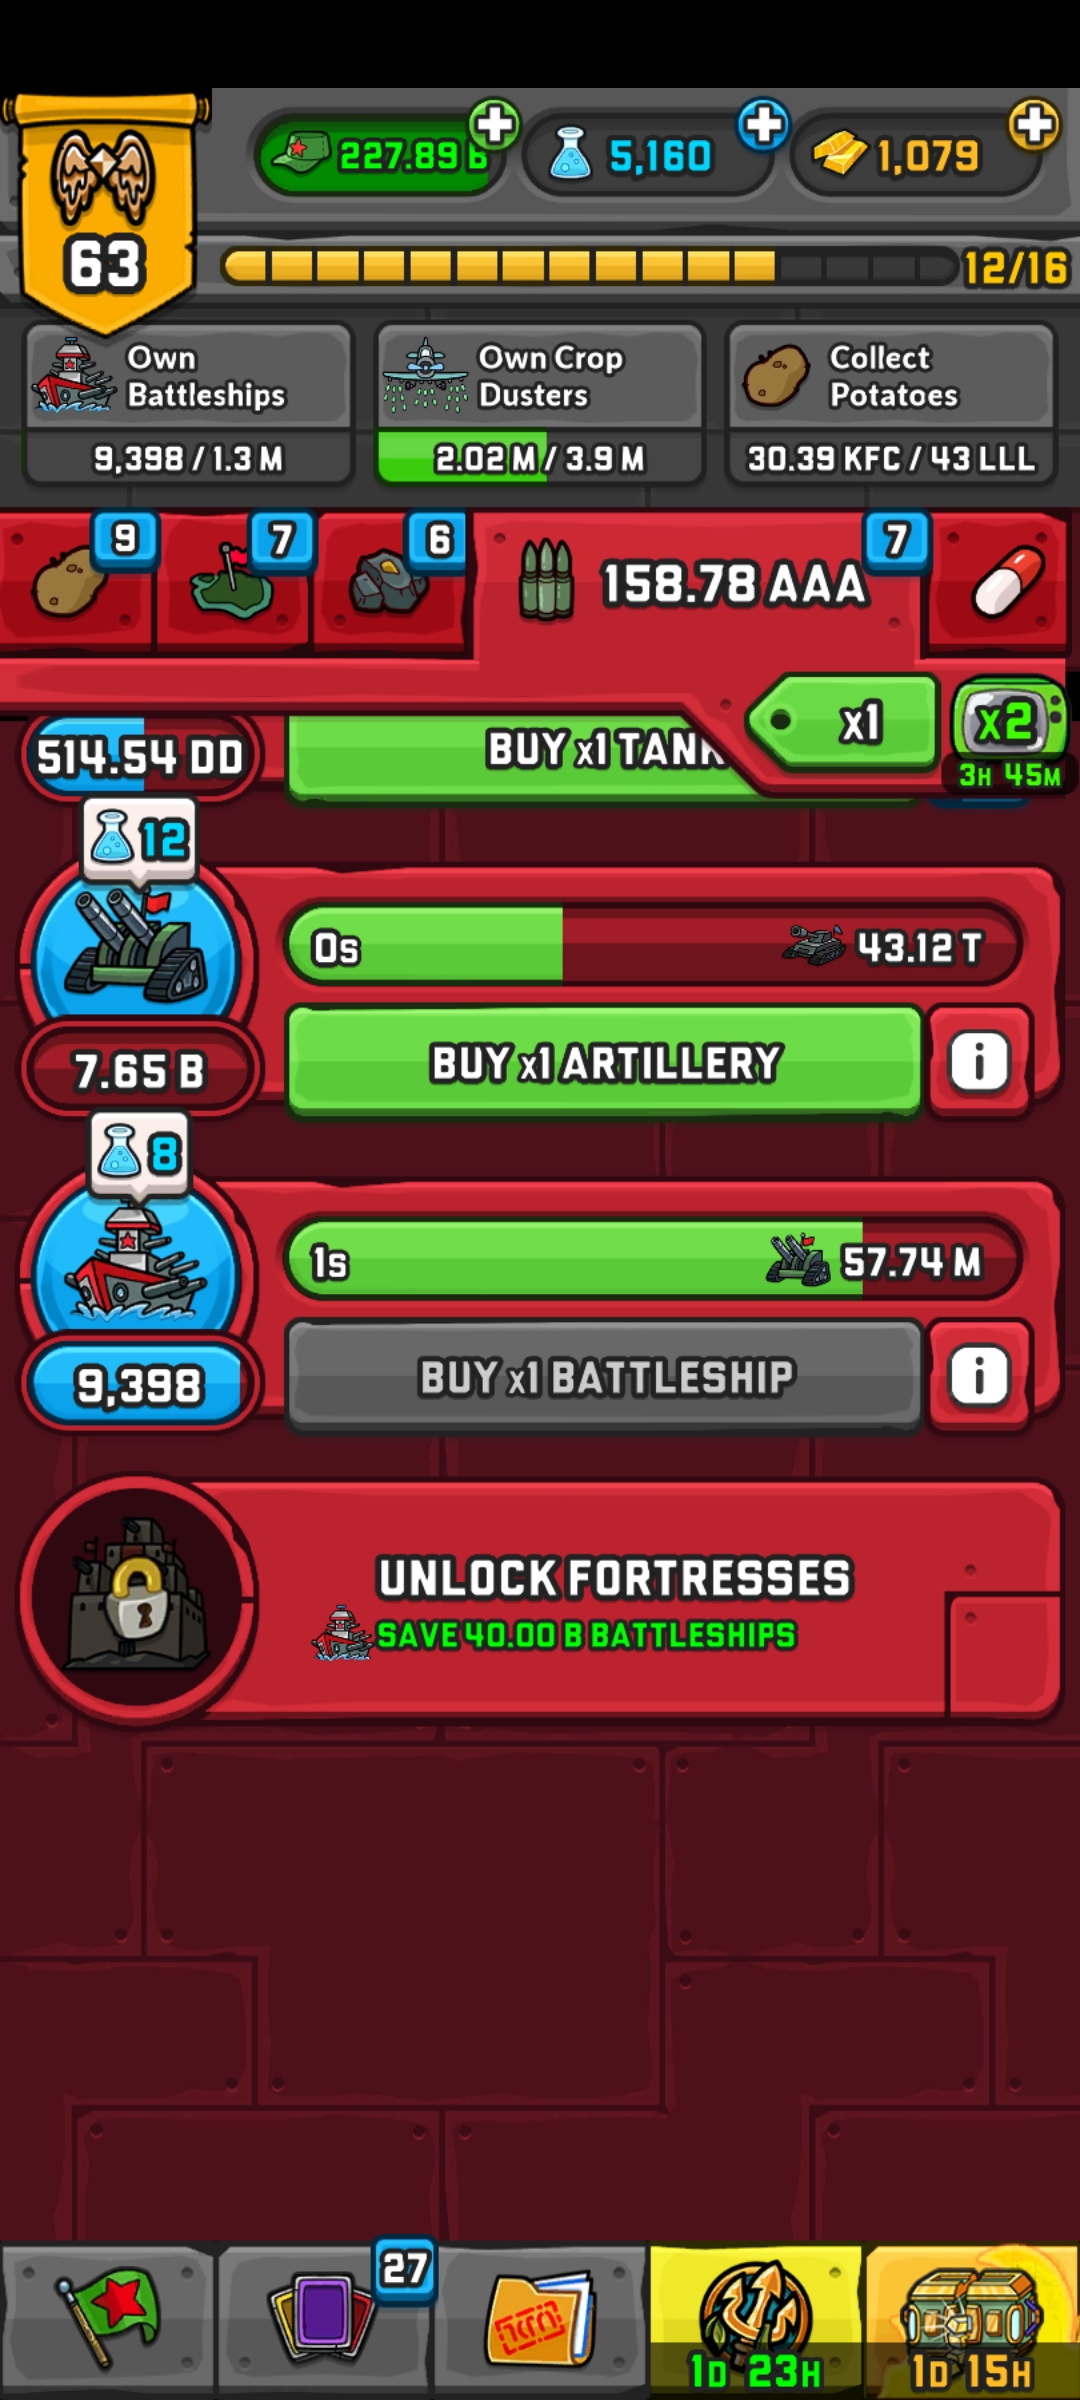 63
227.89 B
5,160
1,079
12/16
Own
Battleships
9,398 / 1.3 M
Own Crop
Dusters
2.02 M / 3.9 M
Collect
Potatoes
30.39 KFC / 43 LLL
9
7
6
158.78 AAA
7
x1
x2
3H 45M
514.54 DD
BUY x1 TANK
12
0s
43.12 T
7.65 B
BUY x1 ARTILLERY
i
8
1s
57.74 M
9,398
BUY x1 BATTLESHIP
i
UNLOCK FORTRESSES
SAVE 40.00 B BATTLESHIPS
27
1D 23H
1D 15H